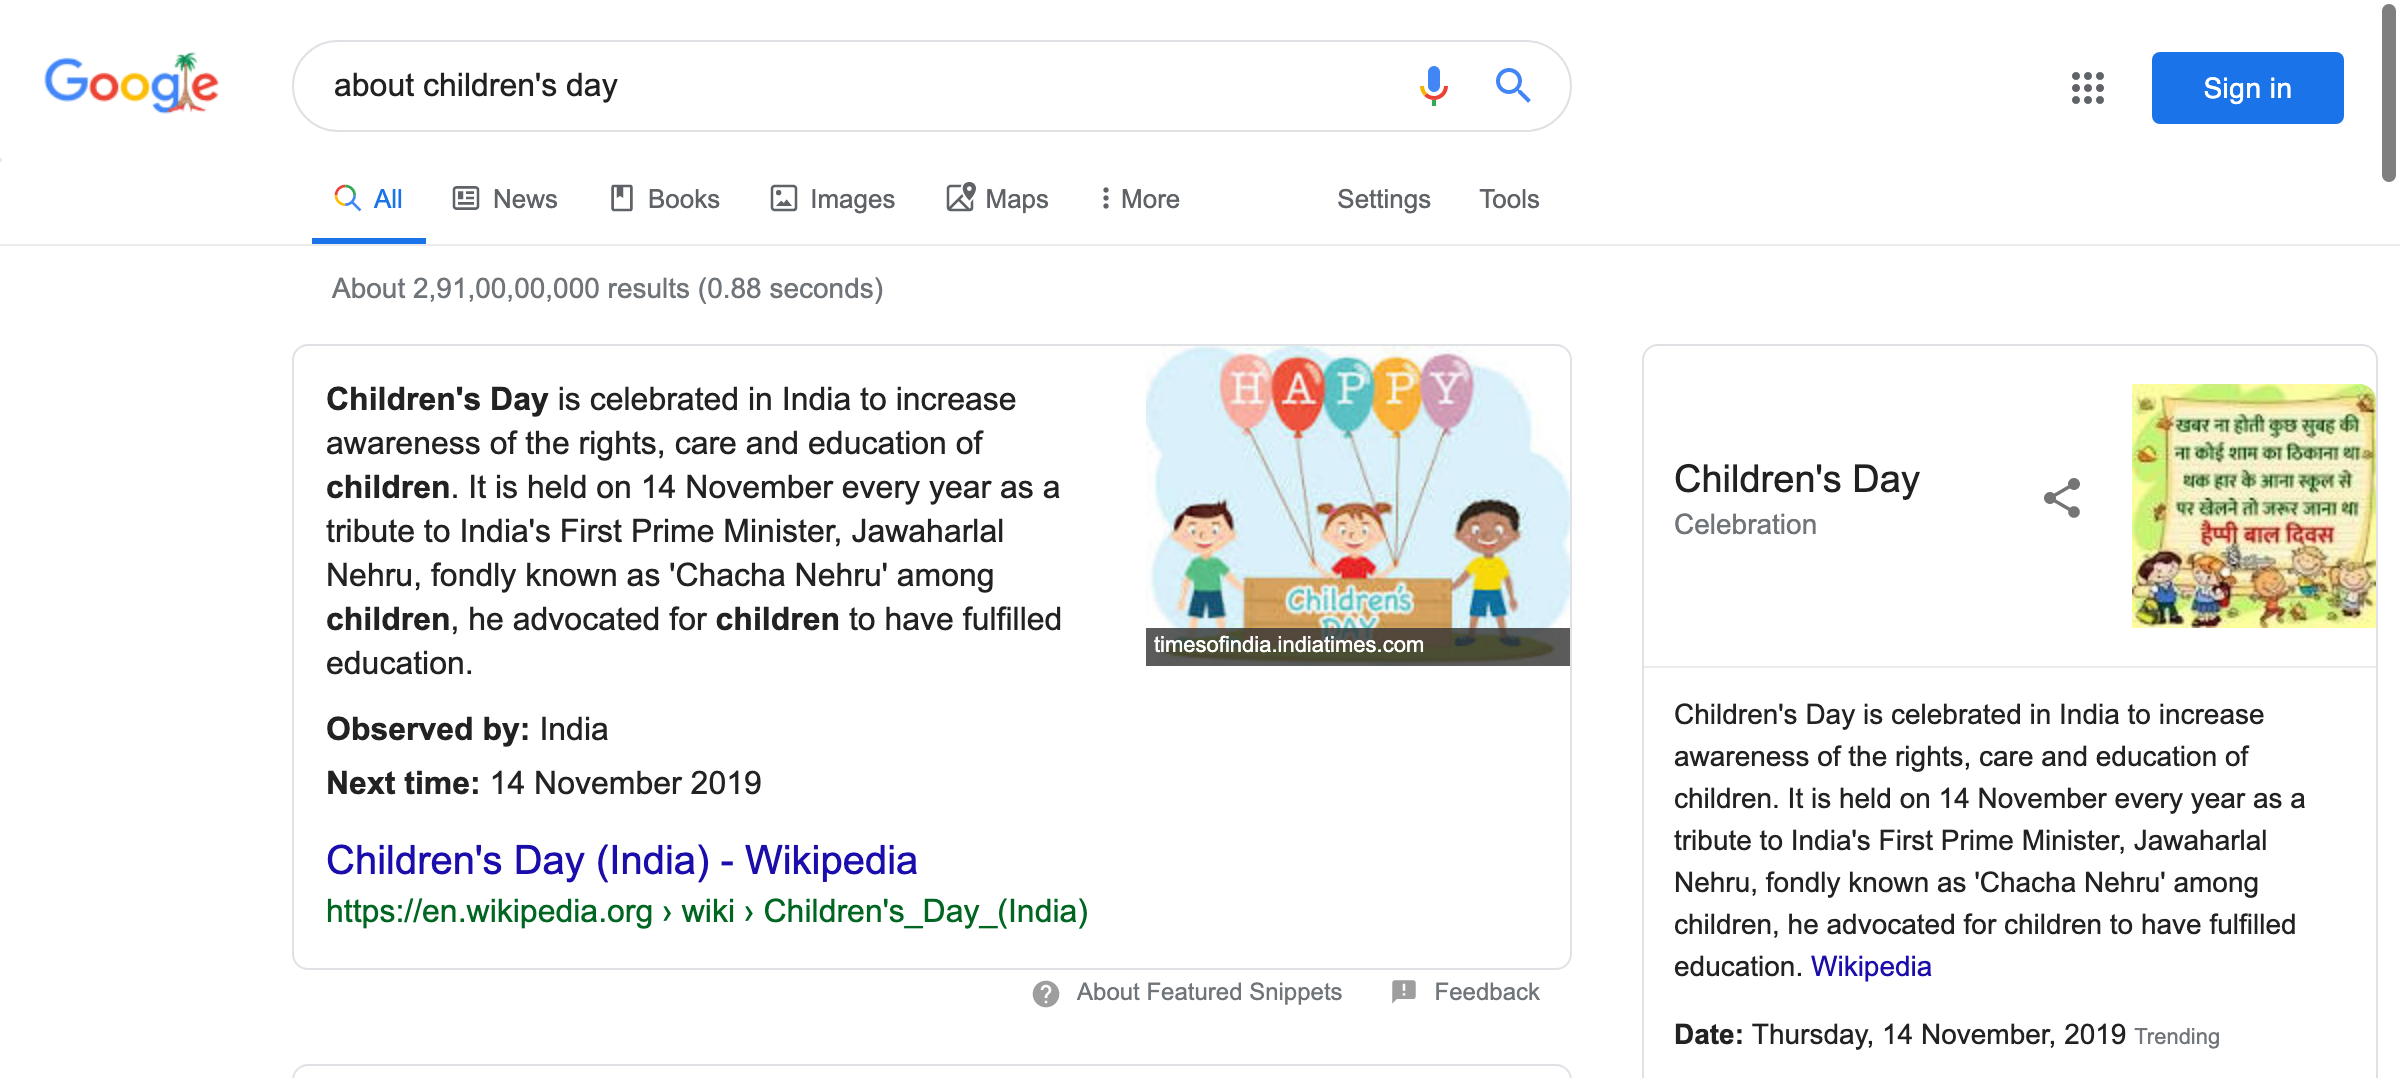 Google
about children's day
Sign in
All
News
Books
Images
Maps
More
Settings
Tools
About 2,91,00,00,000 results (0.88 seconds)
Children's Day is celebrated in India to increase
awareness of the rights, care and education of
children. It is held on 14 November every year as a
tribute to India's First Prime Minister, Jawaharlal
Nehru, fondly known as 'Chacha Nehru' among
children, he advocated for children to have fulfilled
education.
Observed by: India
Next time: 14 November 2019
Children's Day (India) - Wikipedia
https://en.wikipedia.org › wiki › Children's_Day_(India)
HAPPY
Children's
DAY
timesofindia.indiatimes.com
About Featured Snippets
Feedback
Children's Day
Celebration
खबर ना होती कुछ सुबह की
ना कोई शाम का ठिकाना था
थक हार के आना स्कूल से
पर खेलने तो जरूर जाना था
हैप्पी बाल दिवस
Children's Day is celebrated in India to increase
awareness of the rights, care and education of
children. It is held on 14 November every year as a
tribute to India's First Prime Minister, Jawaharlal
Nehru, fondly known as 'Chacha Nehru' among
children, he advocated for children to have fulfilled
education. Wikipedia
Date: Thursday, 14 November, 2019 Trending